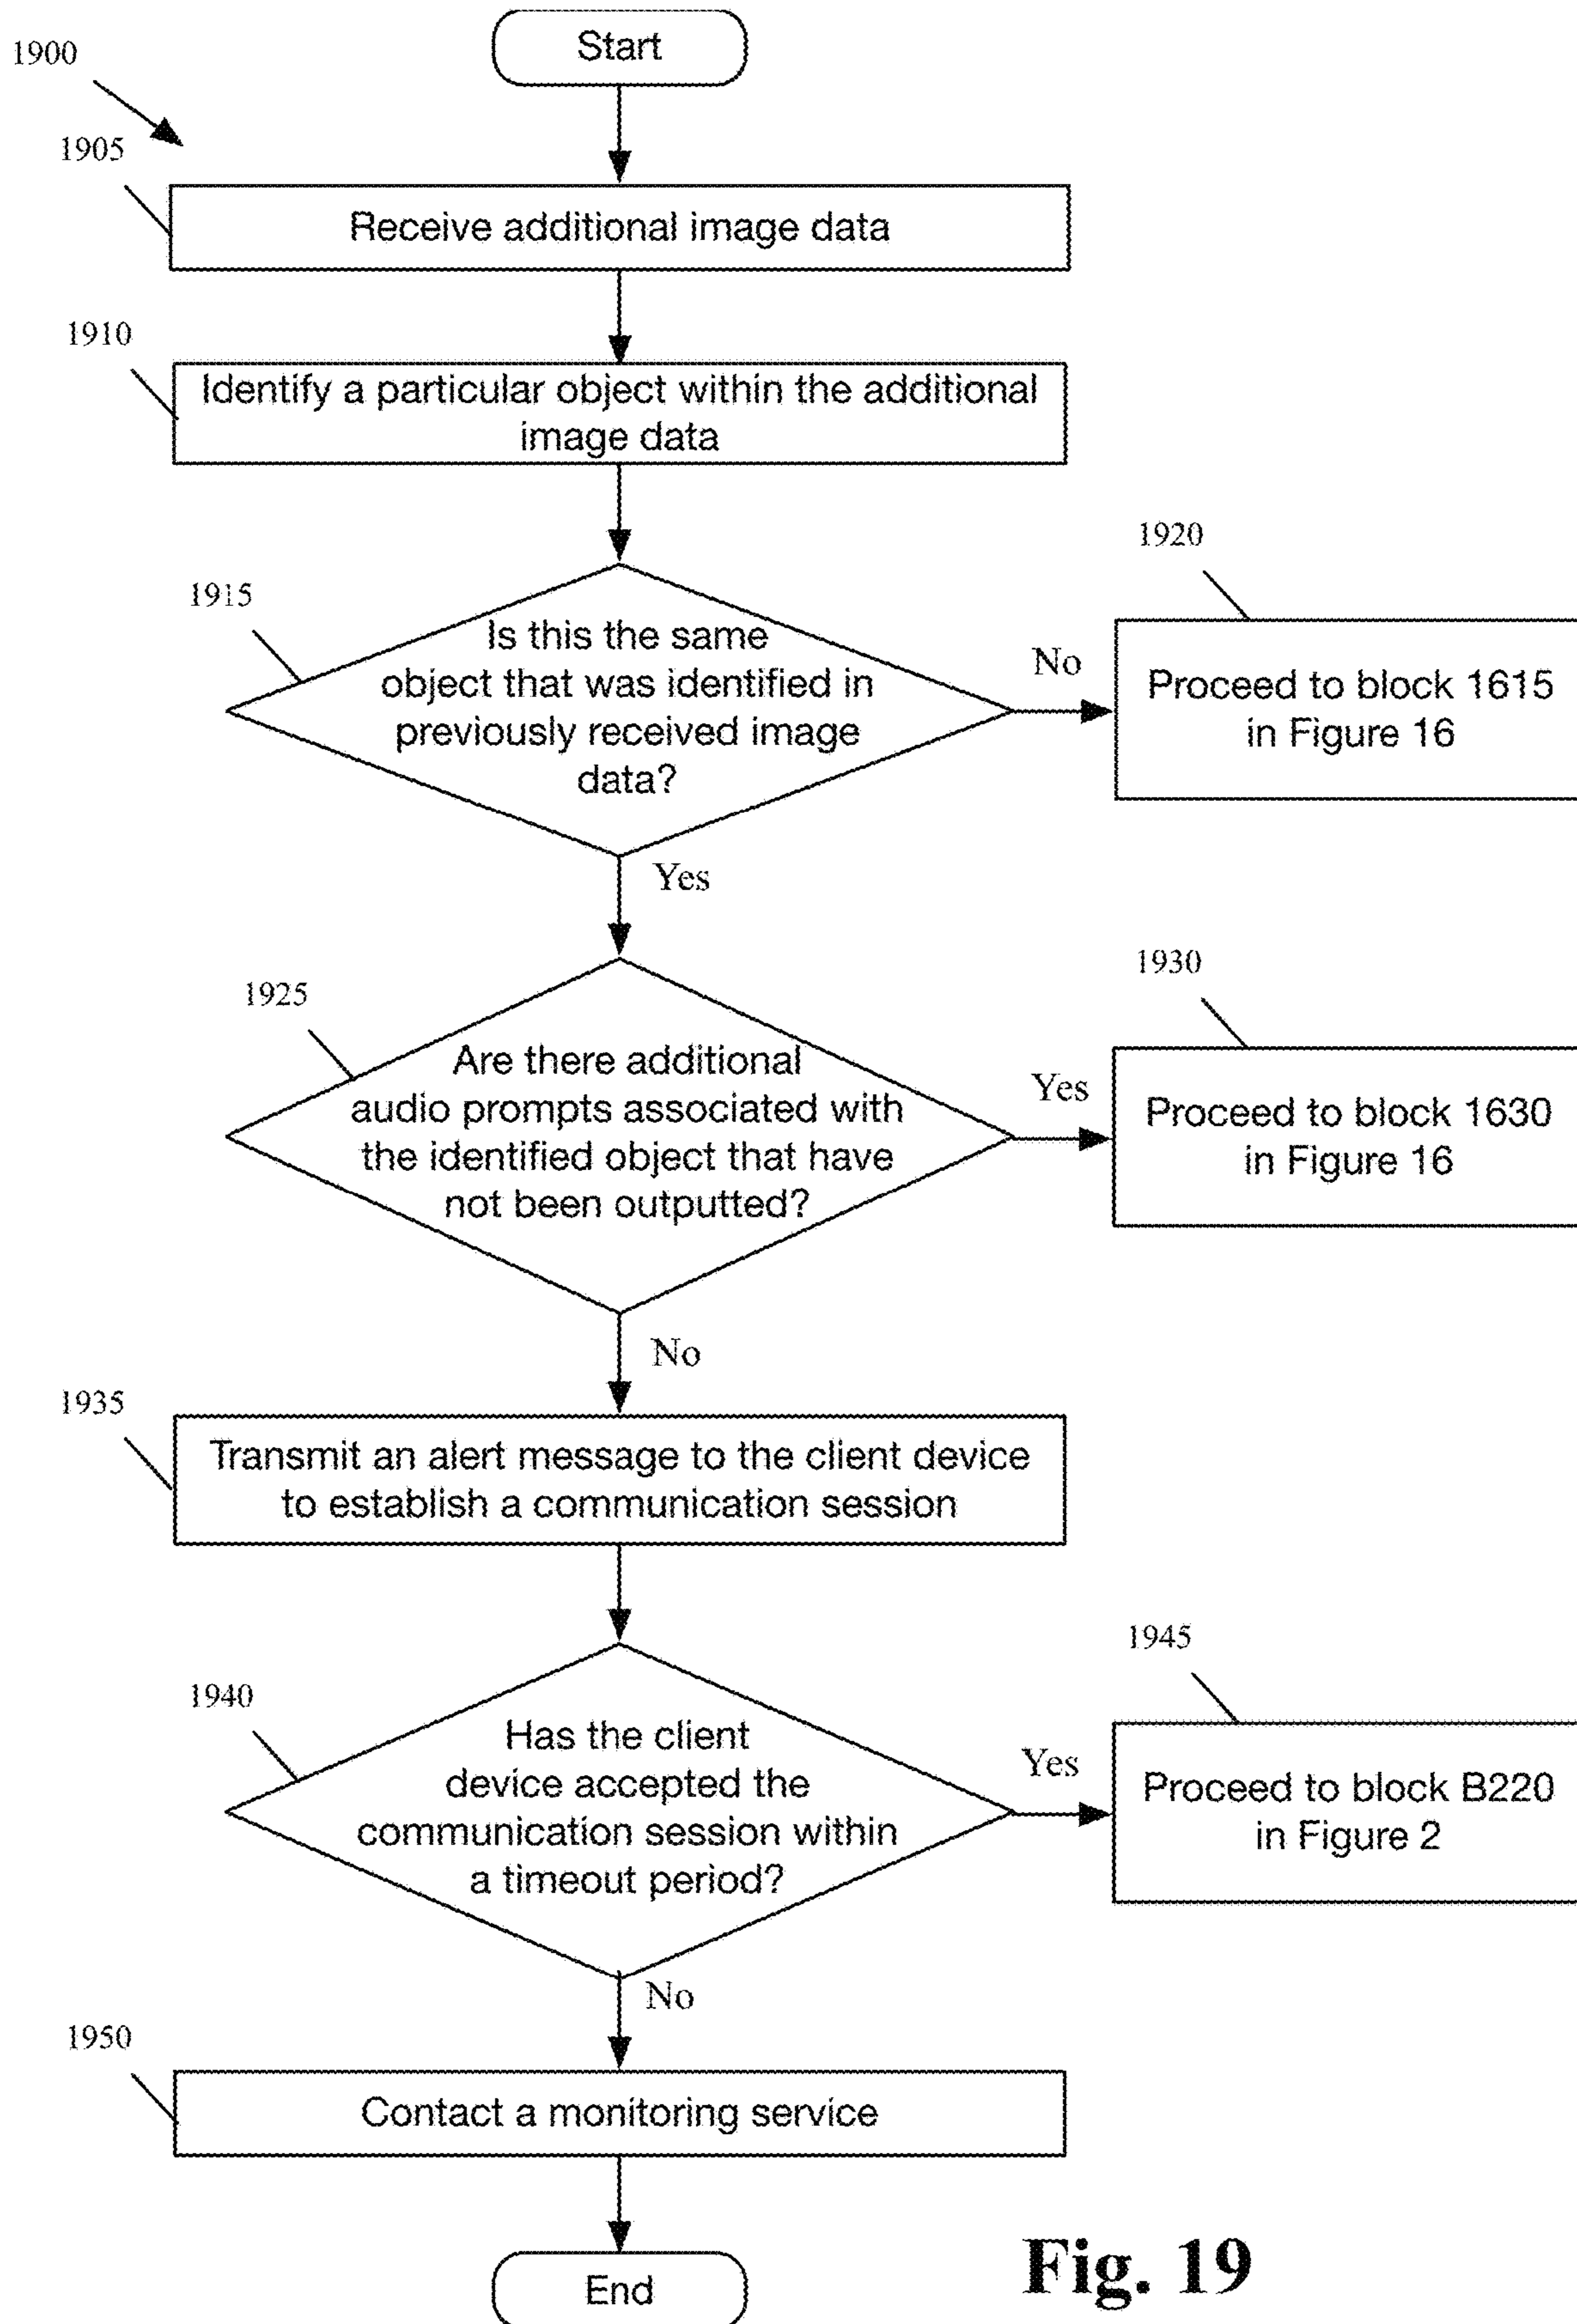 Start
1900
1905
Receive additional image data
1910
Identify a particular object within the additional
image data
1915
Is this the same
object that was identified in
previously received image
data?
No
1920
Proceed to block 1615
in Figure 16
Yes
1925
Are there additional
audio prompts associated with
the identified object that have
not been outputted?
Yes
1930
Proceed to block 1630
in Figure 16
No
1935
Transmit an alert message to the client device
to establish a communication session
1940
Has the client
device accepted the
communication session within
a timeout period?
Yes
1945
Proceed to block B220
in Figure 2
No
1950
Contact a monitoring service
End
Fig. 19